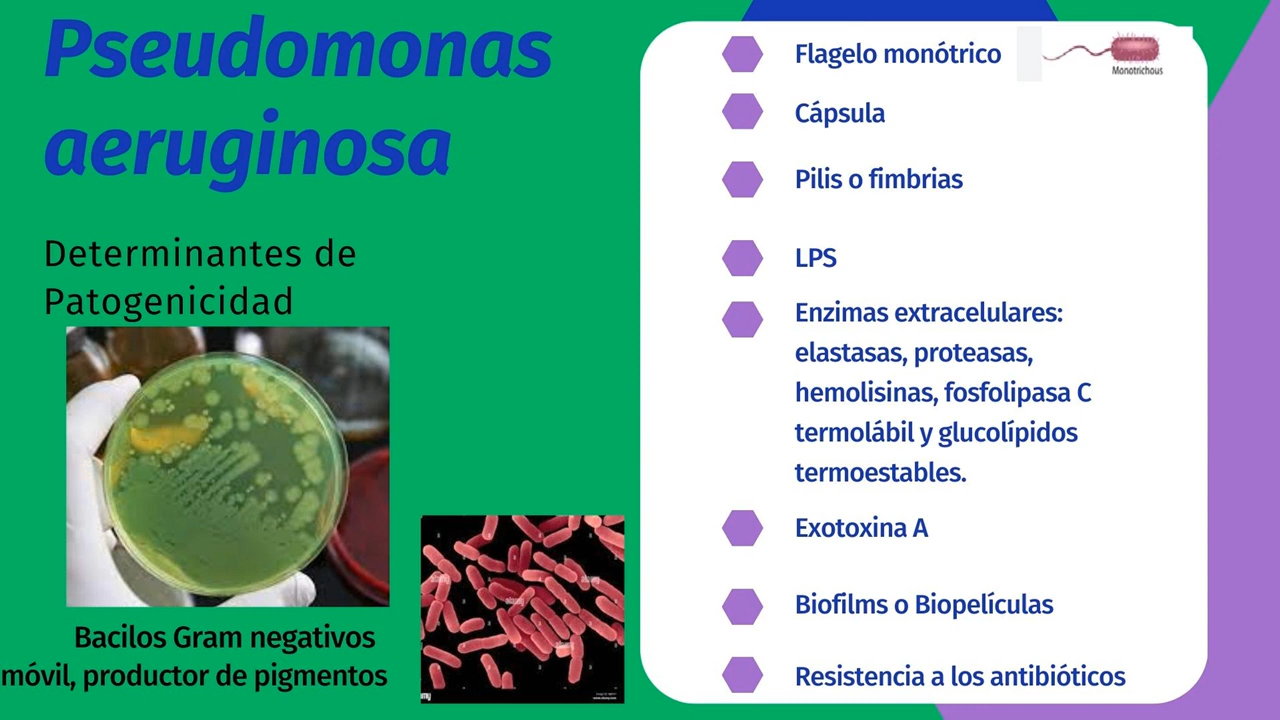 Pseudomonas
aeruginosa
Determinantes de
Patogenicidad
Bacilos Gram negativos
móvil, productor de pigmentos
Flagelo monótrico
Monotrichous
Cápsula
Pilis o fimbrias
LPS
Enzimas extracelulares:
elastasas, proteasas,
hemolisinas, fosfolipasa C
termolábil y glucolípidos
termoestables.
Exotoxina A
Biofilms o Biopelículas
Resistencia a los antibióticos